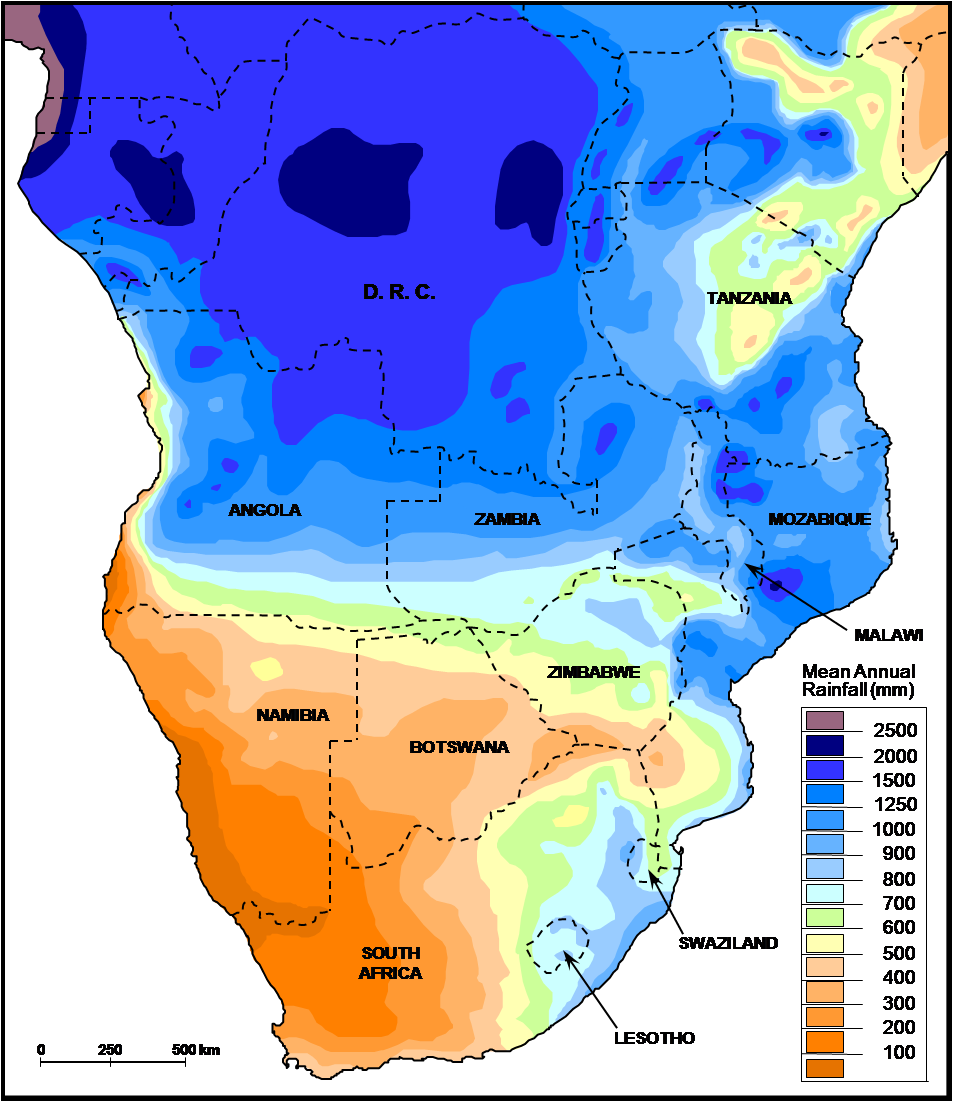 D. R. C.
TANZANIA
ANGOLA
ZAMBIA
MOZABIQUE
MALAWI
ZIMBABWE
NAMIBIA
BOTSWANA
SWAZILAND
SOUTH
AFRICA
LESOTHO
Mean Annual
Rainfall (mm)
2500
2000
1500
1250
1000
900
800
700
600
500
400
300
200
100
0 250 500 km